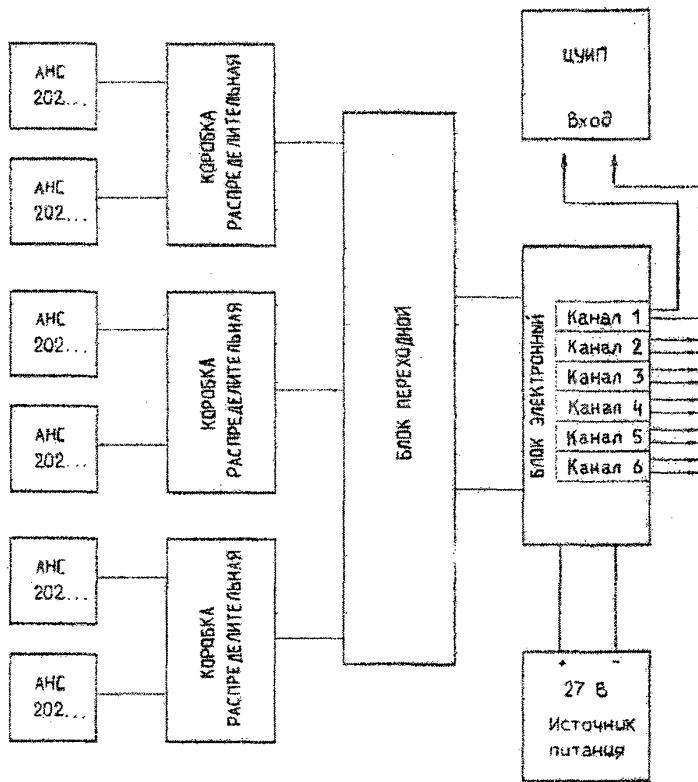 АНС
202...
АНС
202...
КОРОБКА
РАСПРЕДЕЛИТЕЛЬНАЯ
АНС
202...
АНС
202...
КОРОБКА
РАСПРЕДЕЛИТЕЛЬНАЯ
АНС
202...
АНС
202...
КОРОБКА
РАСПРЕДЕЛИТЕЛЬНАЯ
БЛОК ПЕРЕХОДНОЙ
ЦУИП
Вход
БЛОК ЭЛЕКТРОННЫЙ
Канал 1
Канал 2
Канал 3
Канал 4
Канал 5
Канал 6
+ −
27 В
Источник
питания